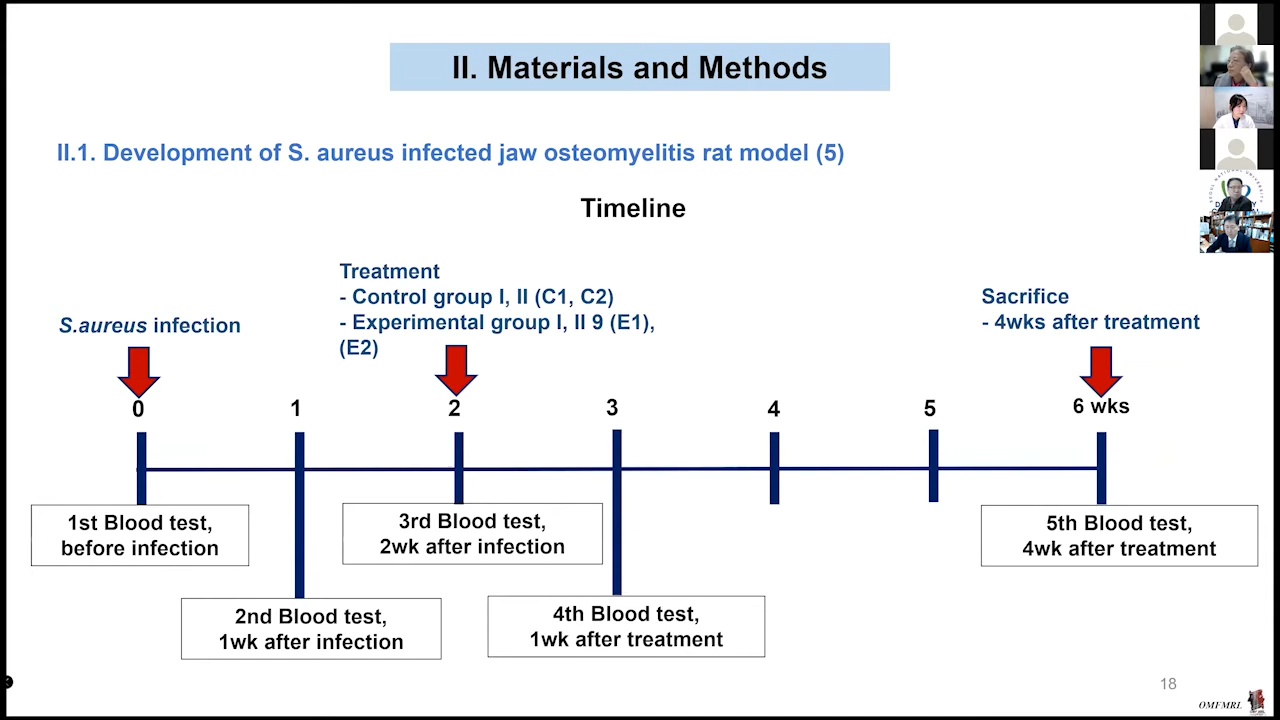 II. Materials and Methods
II.1. Development of S. aureus infected jaw osteomyelitis rat model (5)
Timeline
S.aureus infection
Treatment
- Control group I, II (C1, C2)
- Experimental group I, II 9 (E1),
(E2)
Sacrifice
- 4wks after treatment
0
1
2
3
4
5
6 wks
1st Blood test,
before infection
2nd Blood test,
1wk after infection
3rd Blood test,
2wk after infection
4th Blood test,
1wk after treatment
5th Blood test,
4wk after treatment
18
OMFMRL